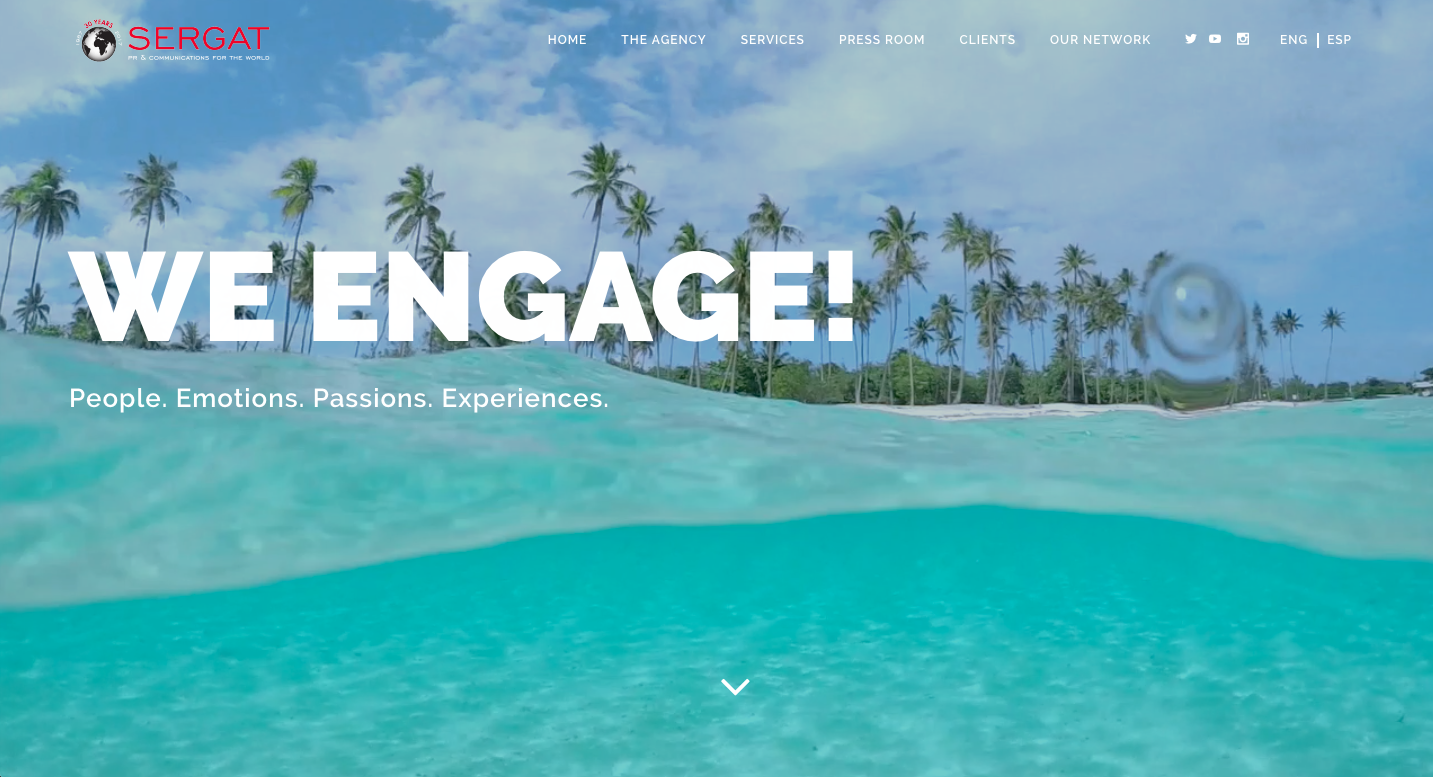 30 YEARS
SERGAT
PR & COMMUNICATIONS FOR THE WORLD
HOME THE AGENCY SERVICES PRESS ROOM CLIENTS OUR NETWORK ENG | ESP
WE ENGAGE!
People. Emotions. Passions. Experiences.